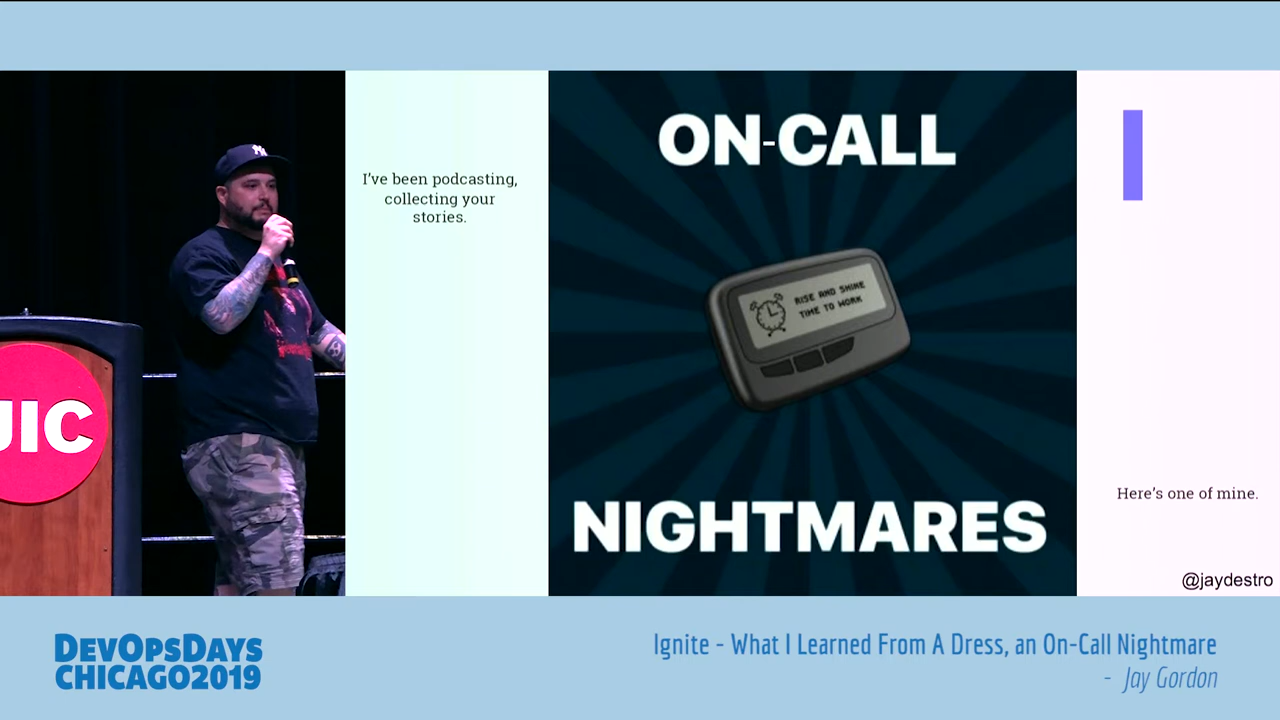 I've been podcasting,
collecting your
stories.
ON-CALL
RISE AND SHINE
TIME TO WORK
NIGHTMARES
Here's one of mine.
@jaydestro
UIC
DEVOPSDAYS
CHICAGO2019
Ignite - What I Learned From A Dress, an On-Call Nightmare
- Jay Gordon